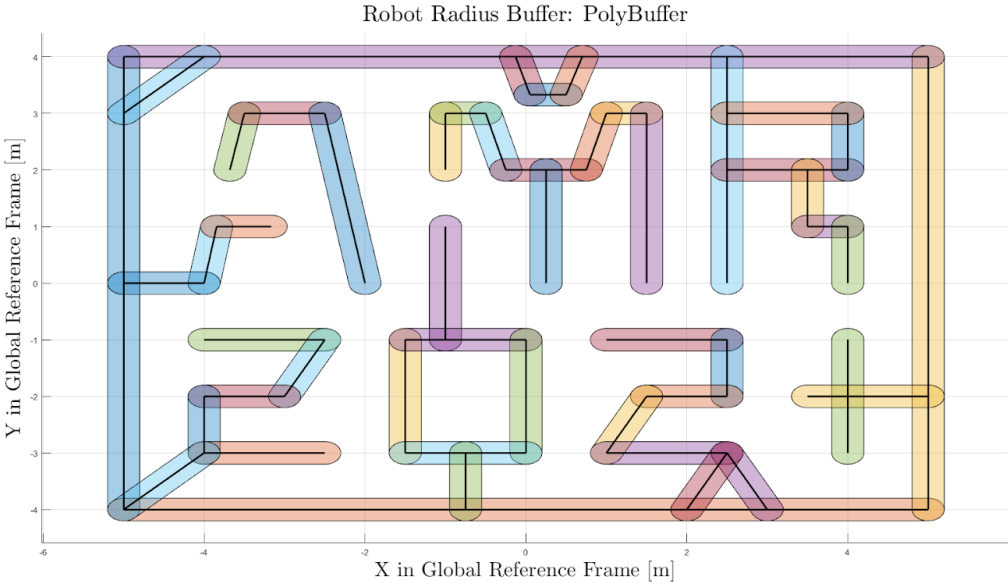 Robot Radius Buffer: PolyBuffer
Y in Global Reference Frame [m]
4
3
2
1
0
-1
-2
-3
-4
-6 -4 -2 0 2 4
X in Global Reference Frame [m]